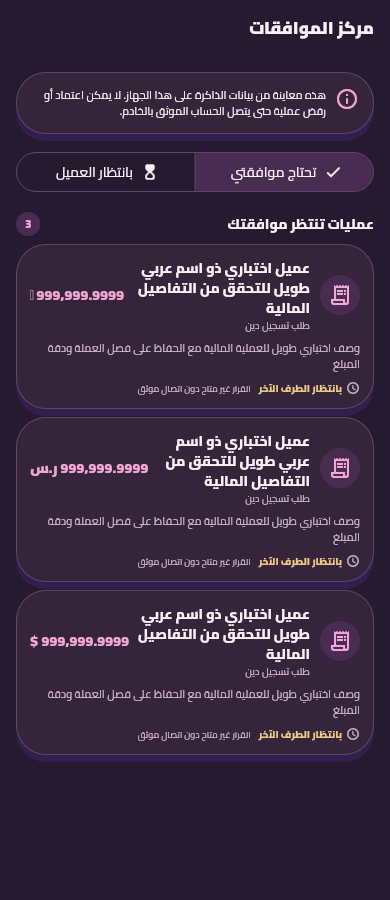 مركز الموافقات
هذه معاينة من بيانات الذاكرة على هذا الجهاز. لا يمكن اعتماد أو
رفض عملية حتى يتصل الحساب الموثق بالخادم.
تحتاج موافقتي
بانتظار العميل
عمليات تنتظر موافقتك
3
عميل اختباري ذو اسم عربي
طويل للتحقق من التفاصيل
المالية
999,999.9999
طلب تسجيل دين
وصف اختباري طويل للعملية المالية مع الحفاظ على فصل العملة ودقة
المبلغ
بانتظار الطرف الآخر القرار غير متاح دون اتصال موثق
عميل اختباري ذو اسم
عربي طويل للتحقق من
التفاصيل المالية
999,999.9999 ر.س
طلب تسجيل دين
وصف اختباري طويل للعملية المالية مع الحفاظ على فصل العملة ودقة
المبلغ
بانتظار الطرف الآخر القرار غير متاح دون اتصال موثق
عميل اختباري ذو اسم عربي
طويل للتحقق من التفاصيل
المالية
999,999.9999 $
طلب تسجيل دين
وصف اختباري طويل للعملية المالية مع الحفاظ على فصل العملة ودقة
المبلغ
بانتظار الطرف الآخر القرار غير متاح دون اتصال موثق